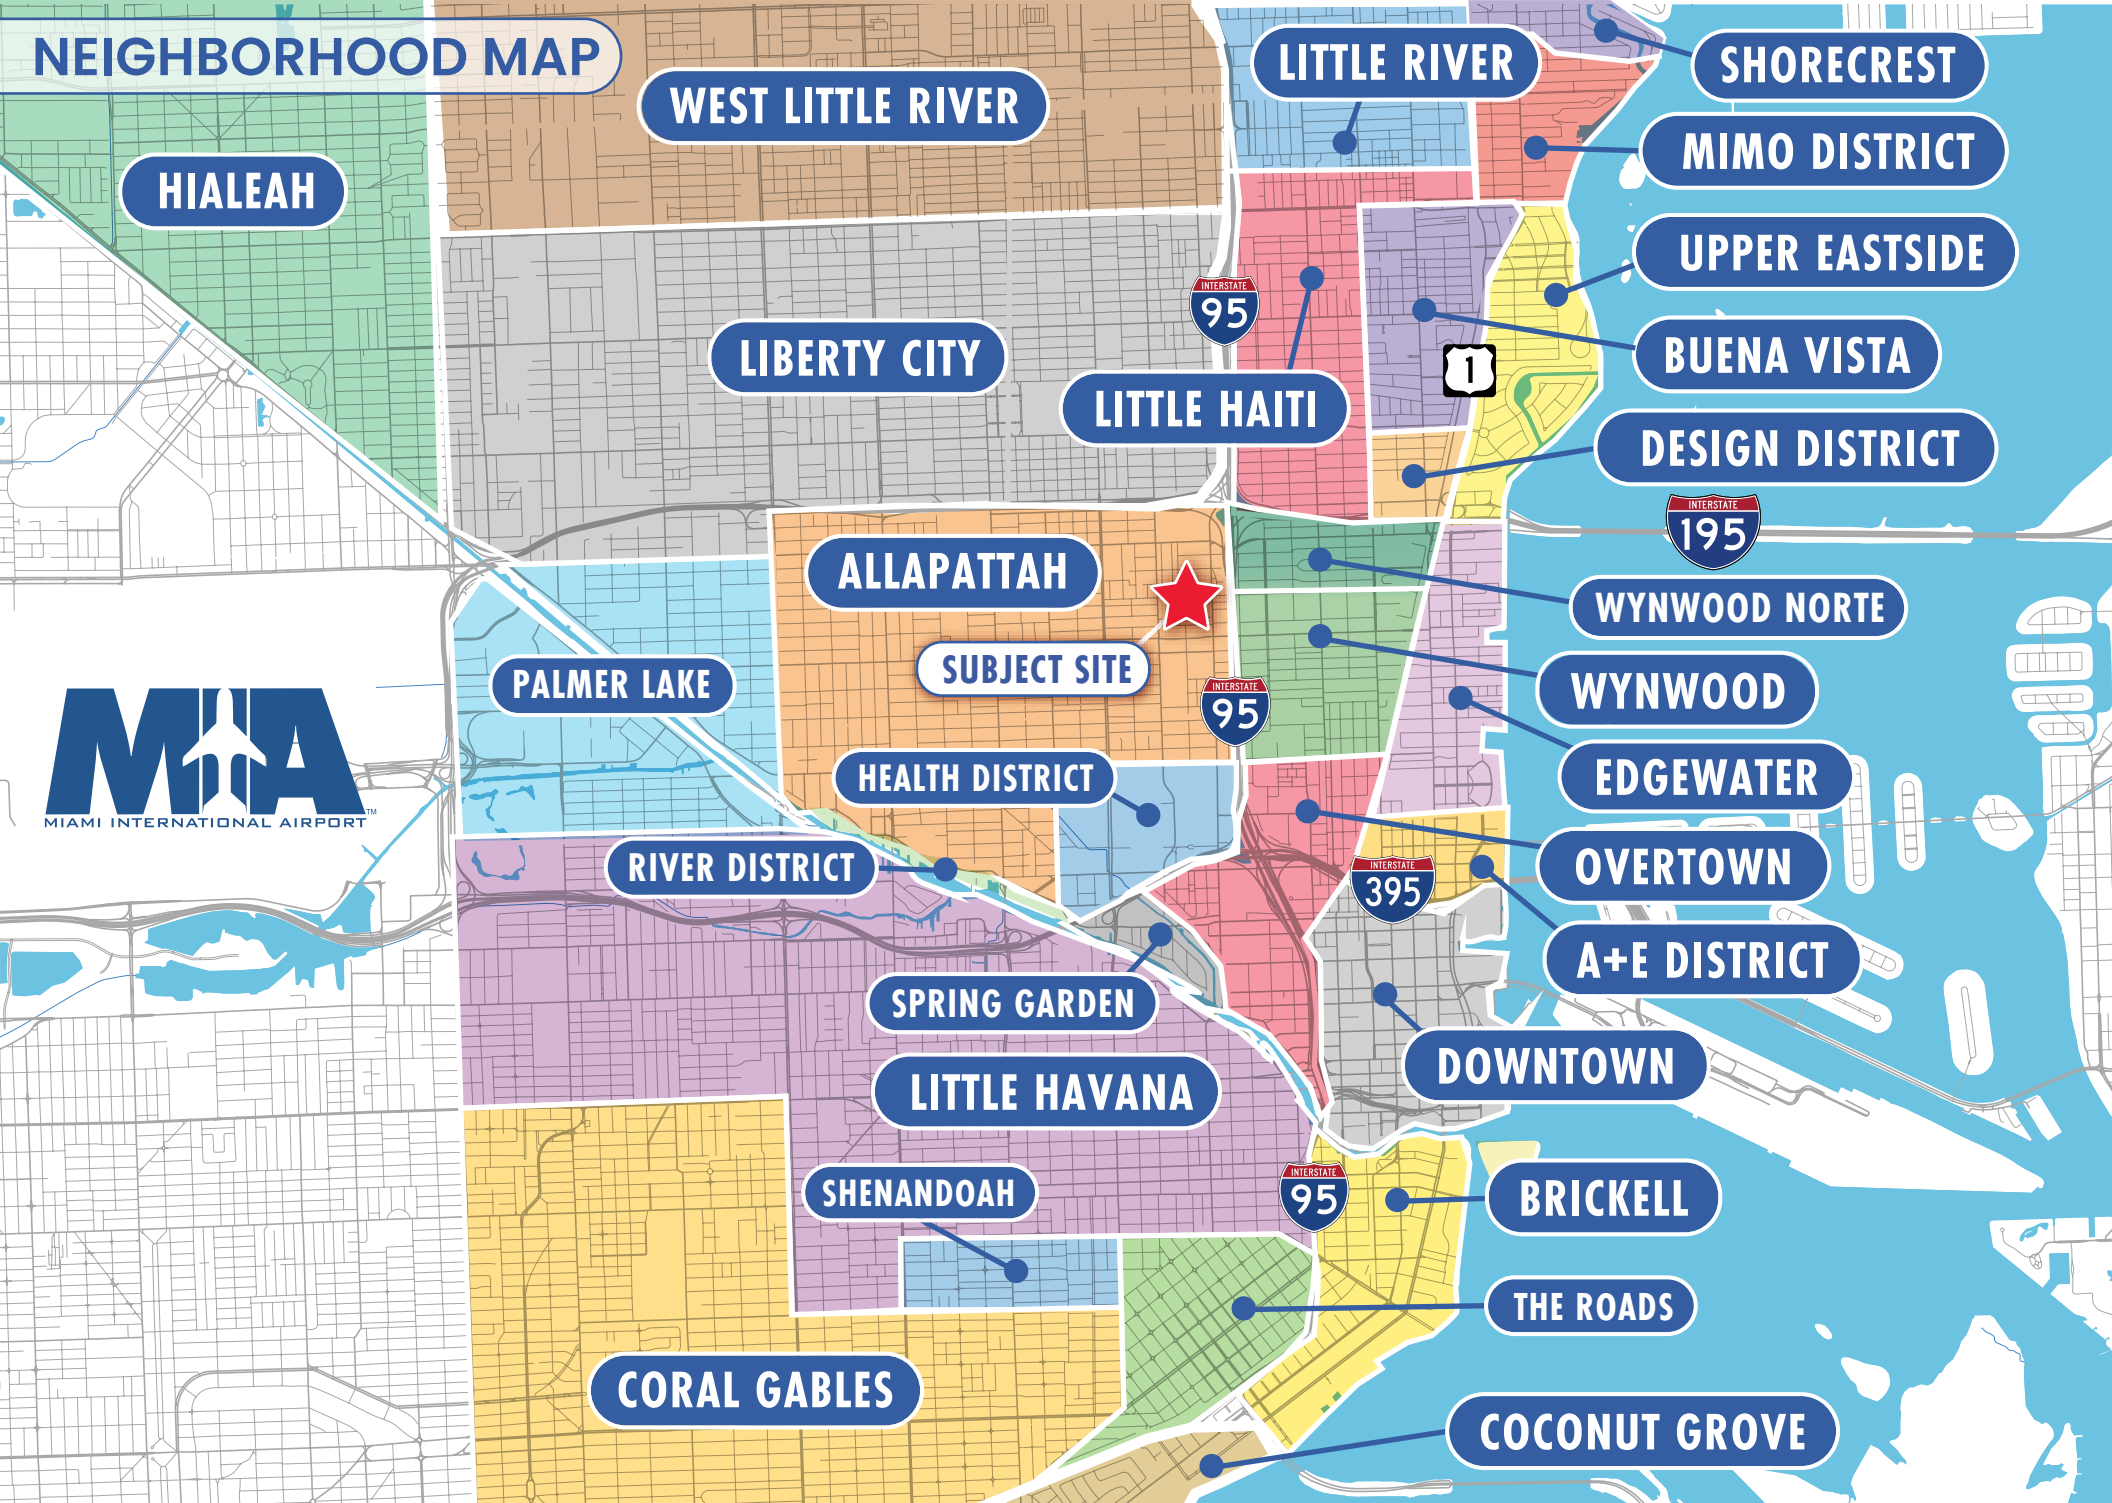 NEIGHBORHOOD MAP
LITTLE RIVER
SHORECREST
WEST LITTLE RIVER
MIMO DISTRICT
HIALEAH
UPPER EASTSIDE
INTERSTATE
95
LIBERTY CITY
BUENA VISTA
1
LITTLE HAITI
DESIGN DISTRICT
INTERSTATE
195
ALLAPATTAH
WYNWOOD NORTE
SUBJECT SITE
PALMER LAKE
WYNWOOD
INTERSTATE
95
MIA
MIAMI INTERNATIONAL AIRPORT™
HEALTH DISTRICT
EDGEWATER
RIVER DISTRICT
OVERTOWN
INTERSTATE
395
A+E DISTRICT
SPRING GARDEN
DOWNTOWN
LITTLE HAVANA
SHENANDOAH
INTERSTATE
95
BRICKELL
THE ROADS
CORAL GABLES
COCONUT GROVE